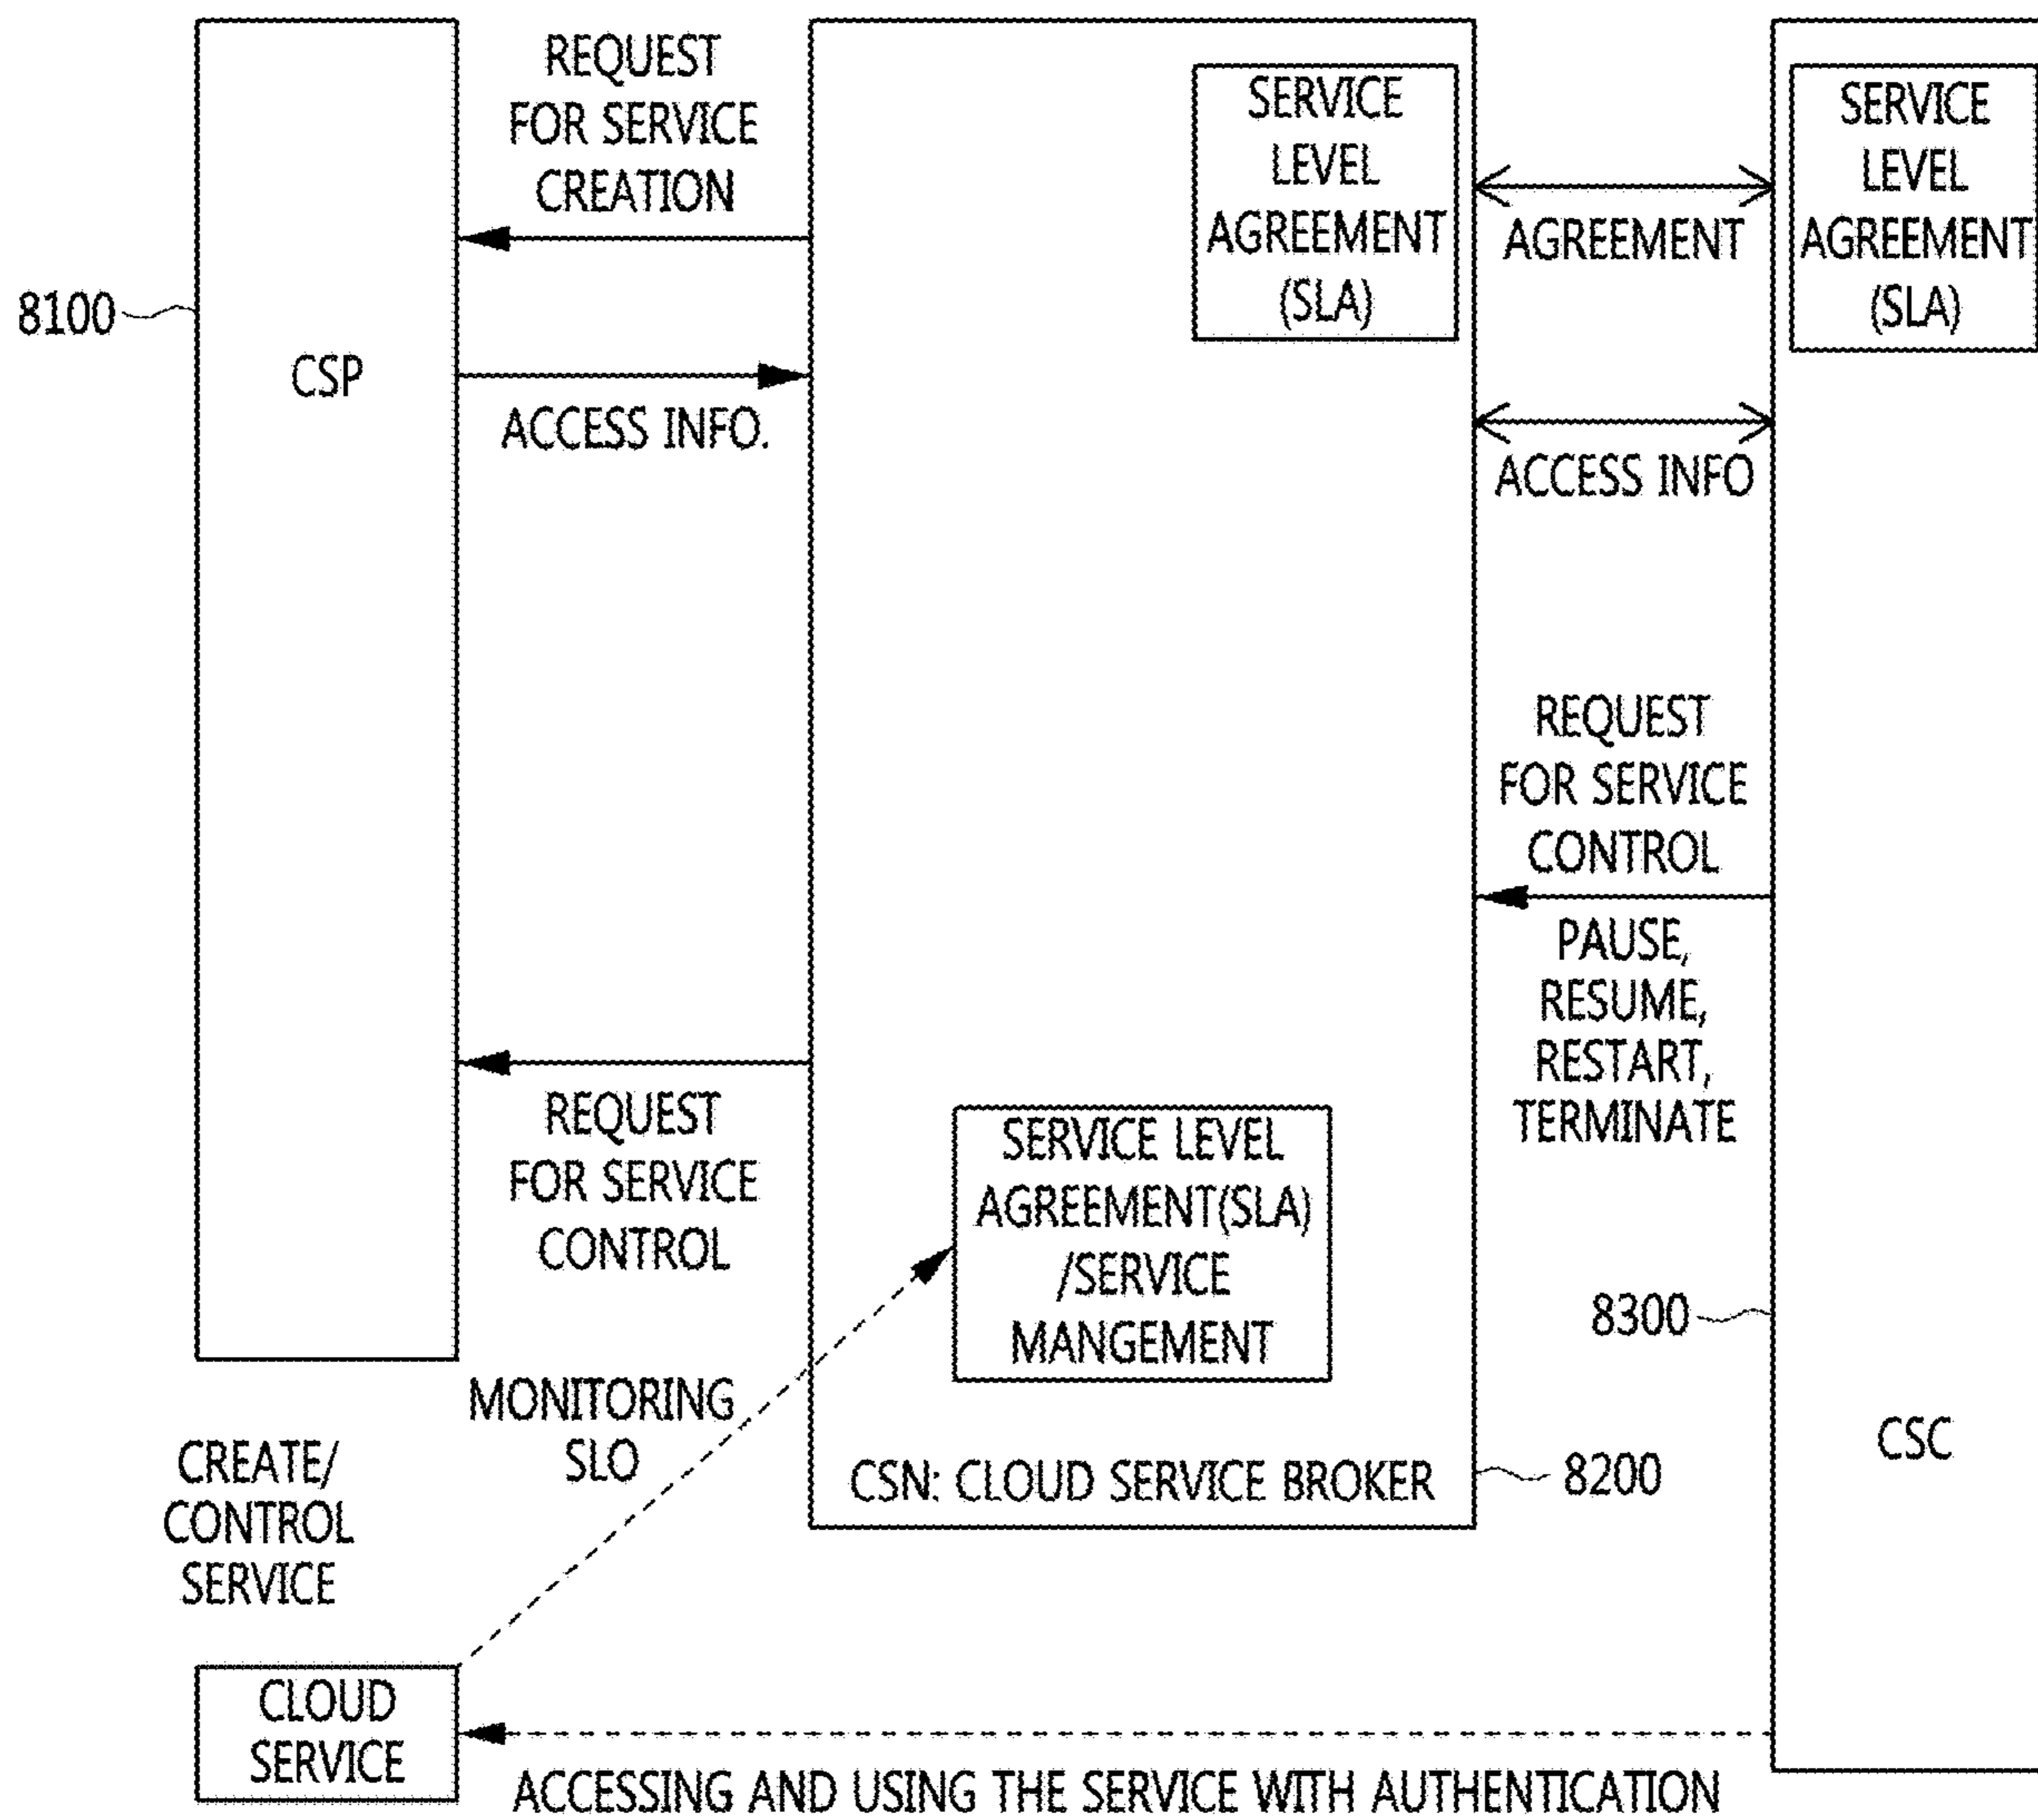 REQUEST
FOR SERVICE
CREATION
SERVICE
LEVEL
AGREEMENT
(SLA)
SERVICE
LEVEL
AGREEMENT
(SLA)
AGREEMENT
8100
CSP
ACCESS INFO.
ACCESS INFO
REQUEST
FOR SERVICE
CONTROL
PAUSE,
RESUME,
RESTART,
TERMINATE
REQUEST
FOR SERVICE
CONTROL
SERVICE LEVEL
AGREEMENT(SLA)
/SERVICE
MANGEMENT
8300
MONITORING
SLO
CREATE/
CONTROL
SERVICE
CSN: CLOUD SERVICE BROKER
8200
CSC
CLOUD
SERVICE
ACCESSING AND USING THE SERVICE WITH AUTHENTICATION